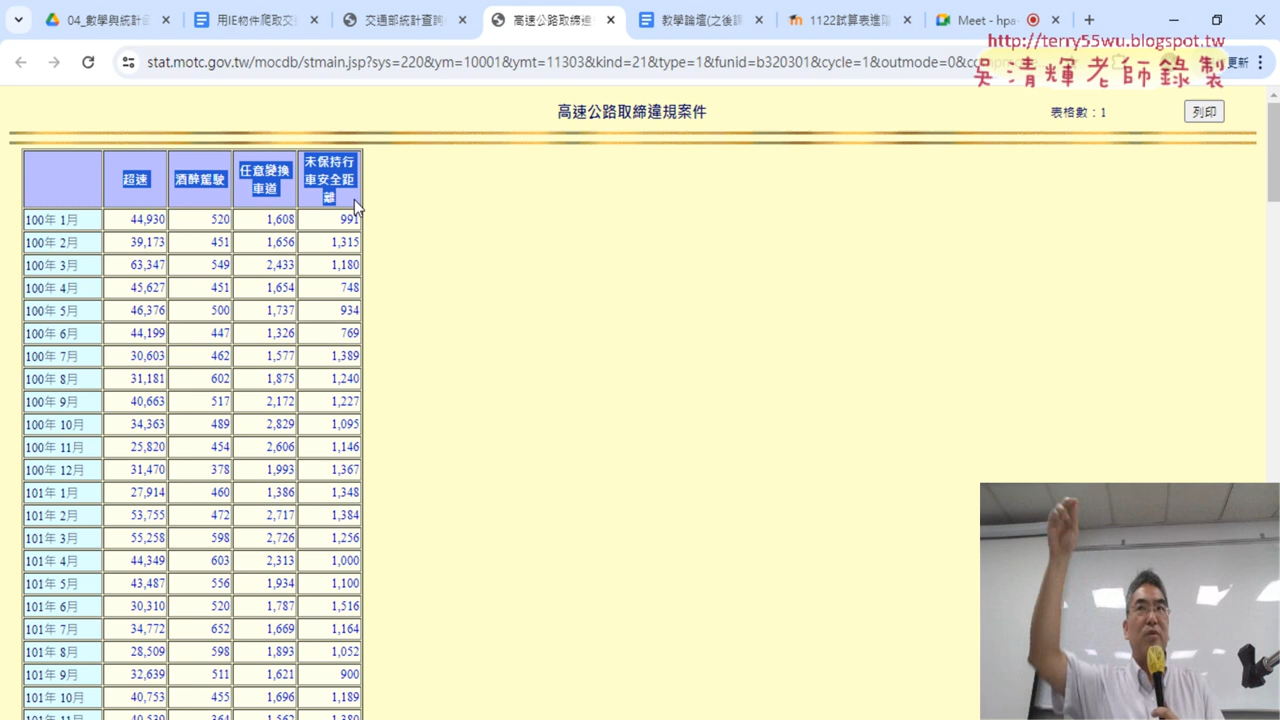 04_數學與統計函
用IE物件爬取交
交通部統計查詢
高速公路取締違
教學論壇(之後課
1122試算表進階
Meet - hpa-
http://terry55wu.blogspot.tw
stat.motc.gov.tw/mocdb/stmain.jsp?sys=220&ym=10001&ymt=11303&kind=21&type=1&funid=b320301&cycle=1&outmode=0&co
更新
吳清輝老師錄製
高速公路取締違規案件
表格數：1
列印
超速 酒醉駕駛 任意變換車道 未保持行車安全距離
100年 1月 44,930 520 1,608 991
100年 2月 39,173 451 1,656 1,315
100年 3月 63,347 549 2,433 1,180
100年 4月 45,627 451 1,654 748
100年 5月 46,376 500 1,737 934
100年 6月 44,199 447 1,326 769
100年 7月 30,603 462 1,577 1,389
100年 8月 31,181 602 1,875 1,240
100年 9月 40,663 517 2,172 1,227
100年 10月 34,363 489 2,829 1,095
100年 11月 25,820 454 2,606 1,146
100年 12月 31,470 378 1,993 1,367
101年 1月 27,914 460 1,386 1,348
101年 2月 53,755 472 2,717 1,384
101年 3月 55,258 598 2,726 1,256
101年 4月 44,349 603 2,313 1,000
101年 5月 43,487 556 1,934 1,100
101年 6月 30,310 520 1,787 1,516
101年 7月 34,772 652 1,669 1,164
101年 8月 28,509 598 1,893 1,052
101年 9月 32,639 511 1,621 900
101年 10月 40,753 455 1,696 1,189
101年 11月 40,539 364 1,562 1,380